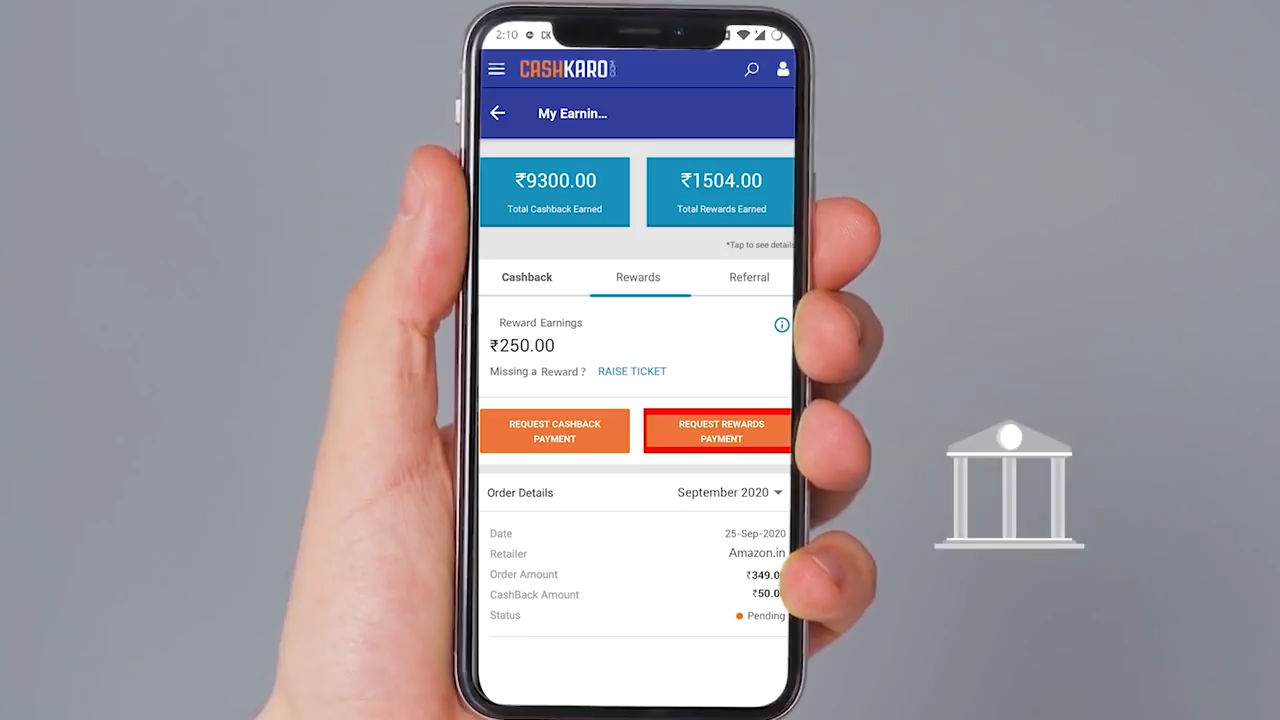 2:10
CASHKARO.COM
My Earnin...
₹9300.00
₹1504.00
Total Cashback Earned
Total Rewards Earned
*Tap to see details
Cashback
Rewards
Referral
Reward Earnings
₹250.00
Missing a Reward ? RAISE TICKET
REQUEST CASHBACK
PAYMENT
REQUEST REWARDS
PAYMENT
Order Details
September 2020
Date
25-Sep-2020
Retailer
Amazon.in
Order Amount
₹349.0
CashBack Amount
₹50.0
Status
Pending